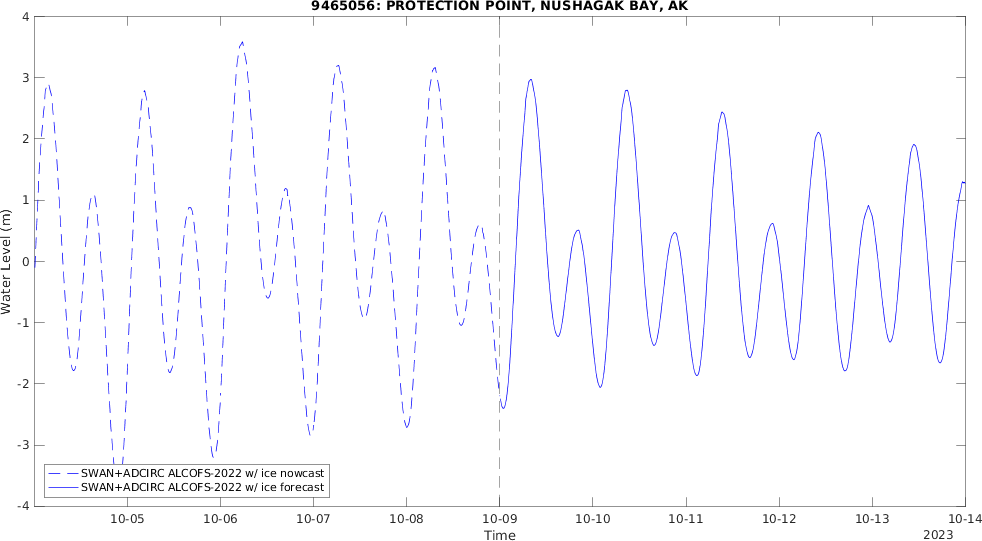 9465056: PROTECTION POINT, NUSHAGAK BAY, AK
4
3
2
1
0
-1
-2
-3
-4
Water Level (m)
SWAN+ADCIRC ALCOFS-2022 w/ ice nowcast
SWAN+ADCIRC ALCOFS-2022 w/ ice forecast
10-05 10-06 10-07 10-08 10-09 10-10 10-11 10-12 10-13 10-14
Time
2023